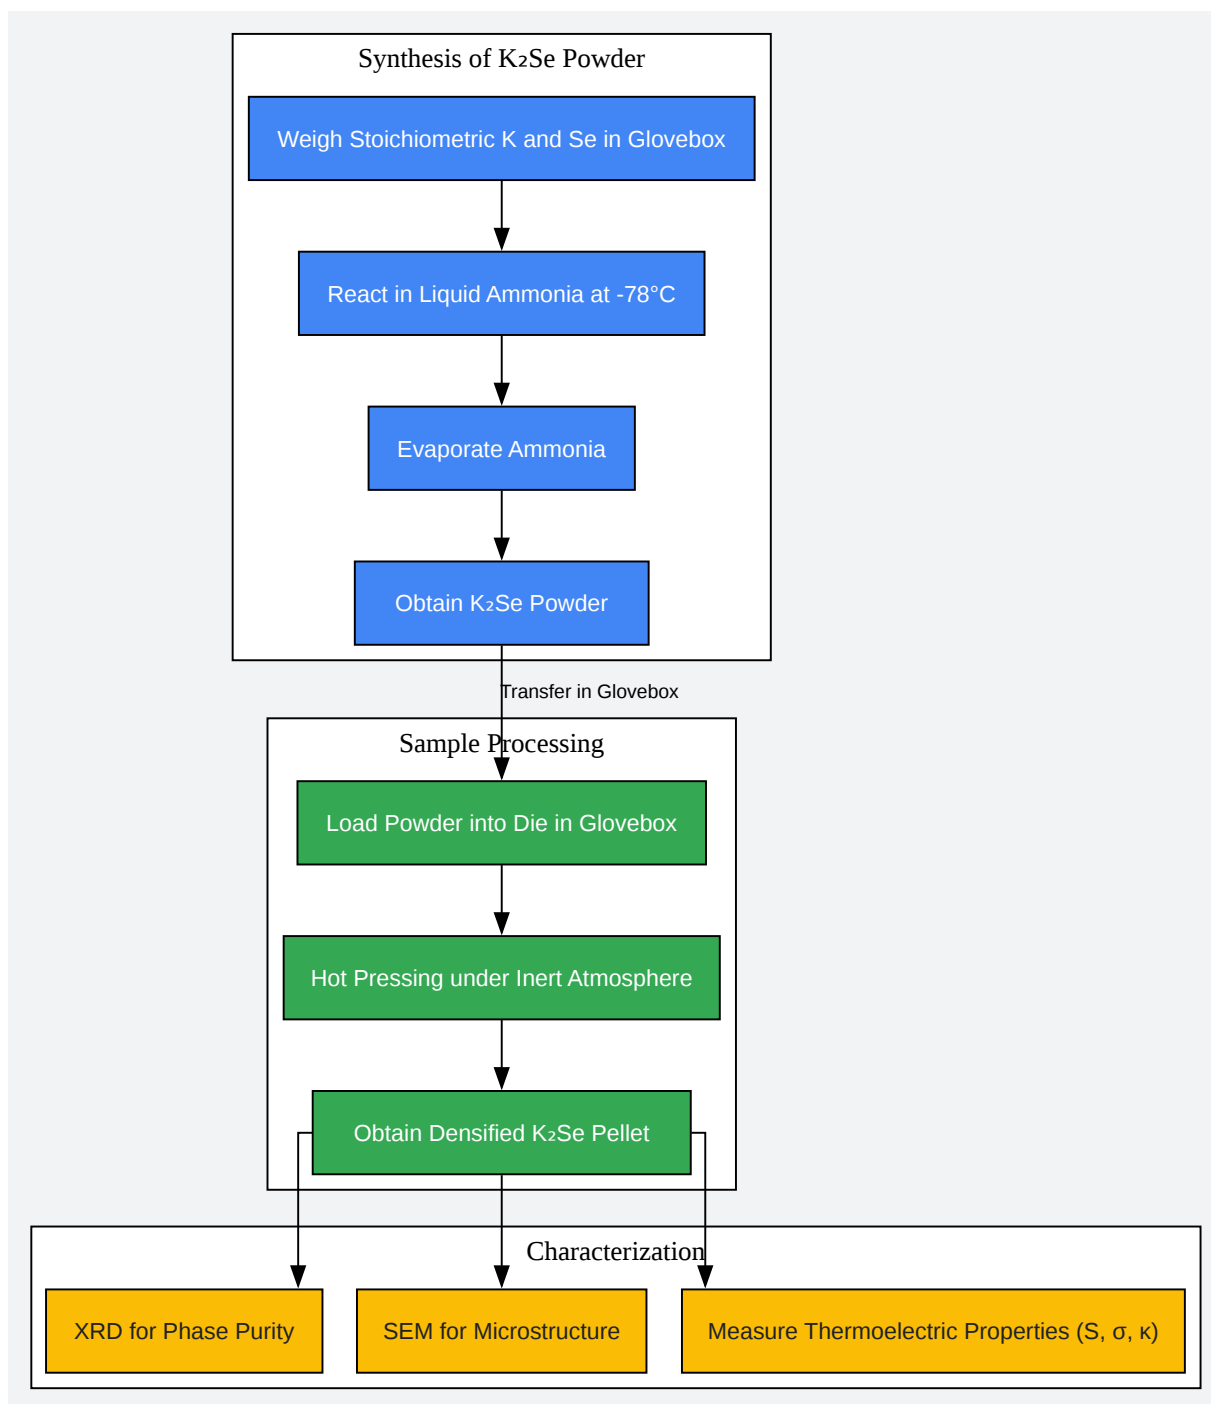 Synthesis of K₂Se Powder
Weigh Stoichiometric K and Se in Glovebox
React in Liquid Ammonia at -78°C
Evaporate Ammonia
Obtain K₂Se Powder
Transfer in Glovebox
Sample Processing
Load Powder into Die in Glovebox
Hot Pressing under Inert Atmosphere
Obtain Densified K₂Se Pellet
Characterization
XRD for Phase Purity
SEM for Microstructure
Measure Thermoelectric Properties (S, σ, κ)